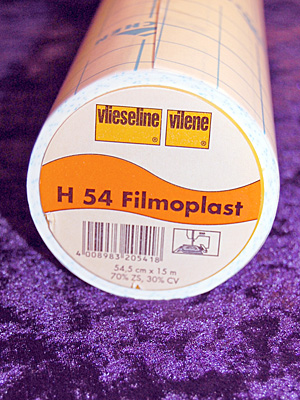 vlieseline ® vilene ®
H 54 Filmoplast
4 008983 205418
54,5 cm x 15 m
70% ZS, 30% CV